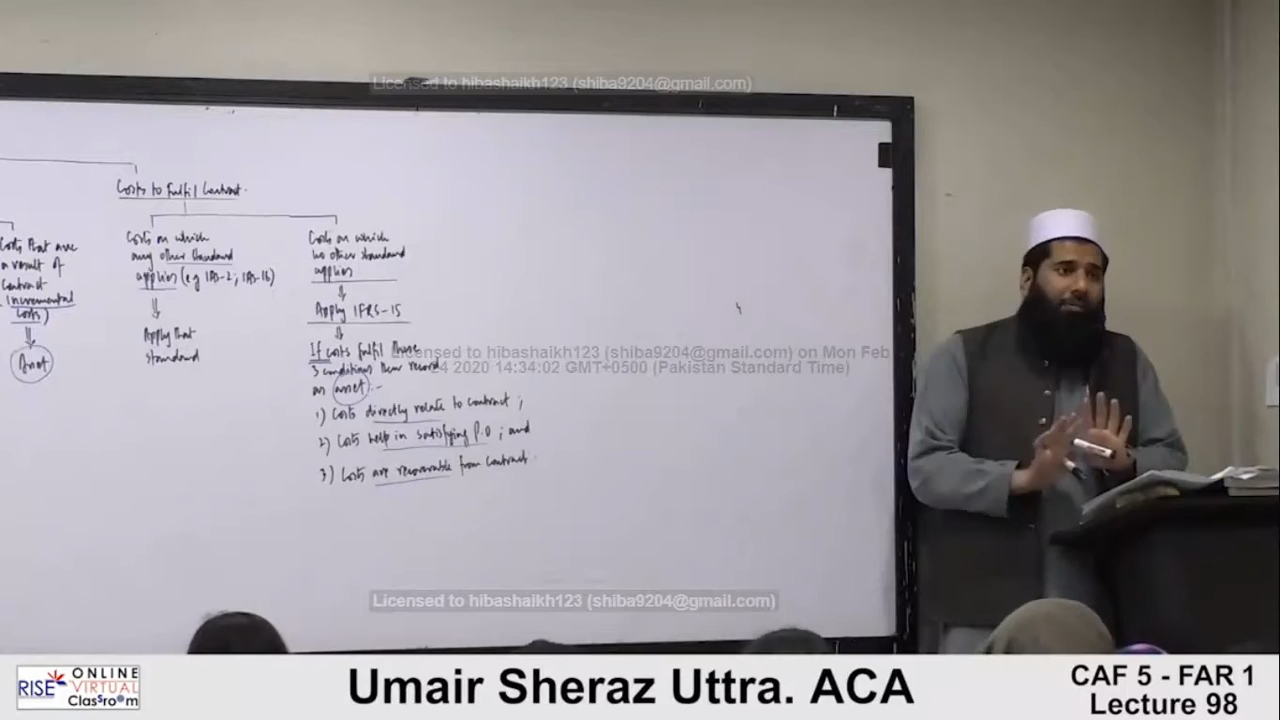 Licensed to hibashaikh123 (shiba9204@gmail.com)
Costs to Fulfil Contract.
Costs that are
a result of
contract
Incremental
Costs)
Asset
Costs on which
any other standard
applies (e.g IAS-2, IAS-16)
Apply that
standard
Costs on which
no other standard
applies
Apply IFRS-15
If costs fulfil these
3 conditions then record
as asset:-
1) Costs directly relate to contract;
2) Costs help in satisfying P.O; and
3) Costs are recoverable from contract.
Licensed to hibashaikh123 (shiba9204@gmail.com) on Mon Feb
4 2020 14:34:02 GMT+0500 (Pakistan Standard Time)
Licensed to hibashaikh123 (shiba9204@gmail.com)
RISE ONLINE
VIRTUAL
Classroom
Umair Sheraz Uttra. ACA
CAF 5 - FAR 1
Lecture 98